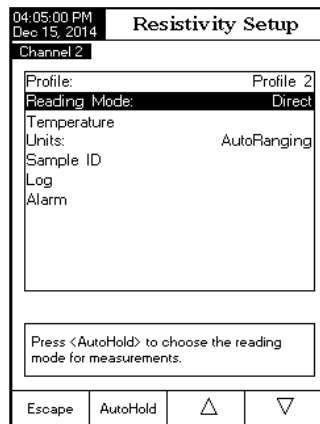 04:05:00 PM
Dec 15, 2014
Resistivity Setup
Channel 2
Profile: Profile 2
Reading Mode: Direct
Temperature
Units: AutoRanging
Sample ID
Log
Alarm
Press <AutoHold> to choose the reading
mode for measurements.
Escape AutoHold